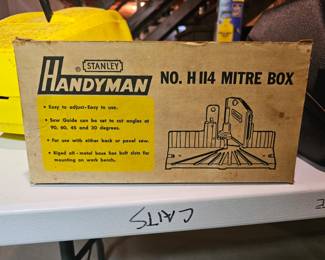 STANLEY
HANDYMAN
NO. H114 MITRE BOX
• Easy to adjust-Easy to use.
• Saw Guide can be set to cut angles at
90, 60, 45 and 30 degrees.
• For use with either back or panel saw.
• Riged all-metal base has bolt slots for
mounting on work bench.
CAITS